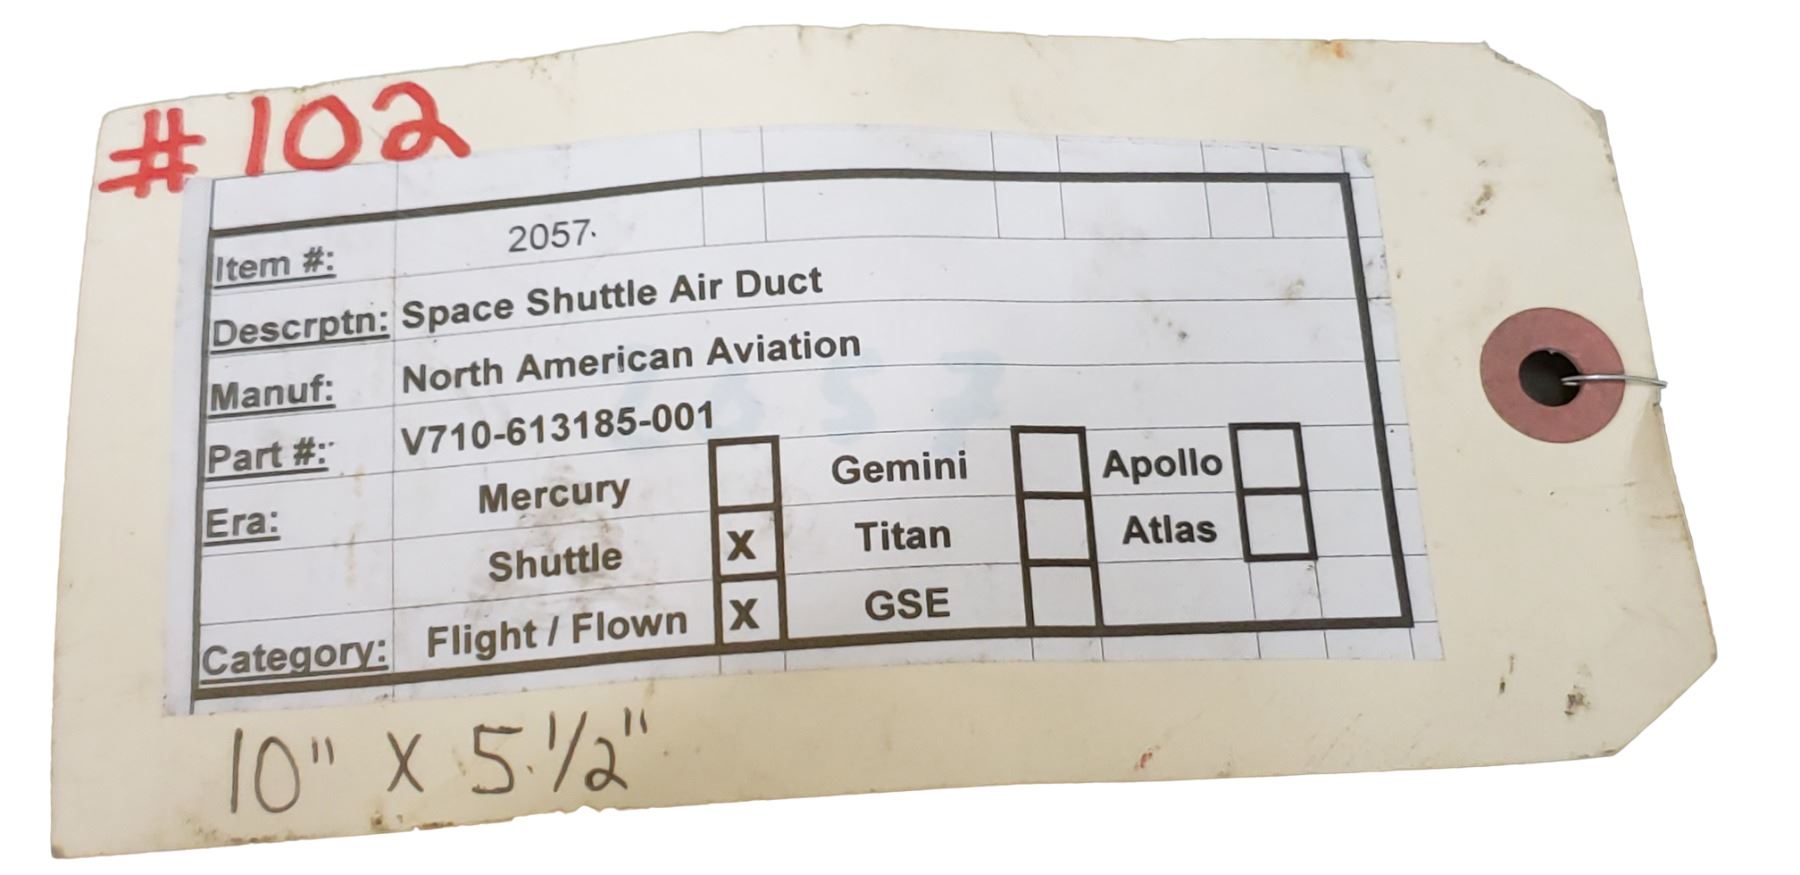 #102
Item #: 2057
Descrptn: Space Shuttle Air Duct
Manuf: North American Aviation
Part #: V710-613185-001
Era: Mercury Gemini Apollo
Shuttle X Titan Atlas
Category: Flight / Flown X GSE
10" X 5 1/2"